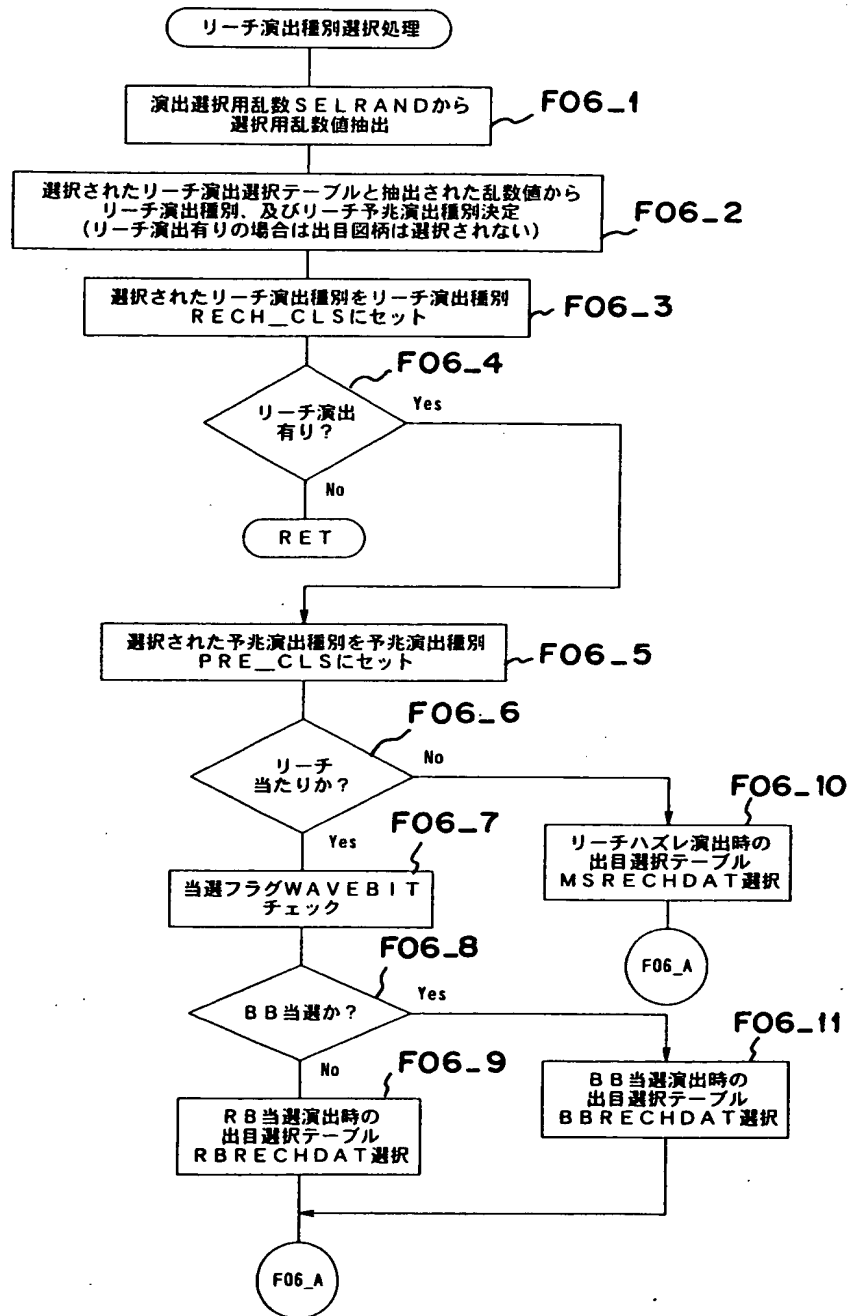 リーチ演出種別選択処理
演出選択用乱数SELRANDから
選択用乱数値抽出
F06_1
選択されたリーチ演出選択テーブルと抽出された乱数値から
リーチ演出種別、及びリーチ予兆演出種別決定
(リーチ演出有りの場合は出目図柄は選択されない)
F06_2
選択されたリーチ演出種別をリーチ演出種別
RECH_CLSにセット
F06_3
F06_4
リーチ演出
有り?
Yes
No
RET
選択された予兆演出種別を予兆演出種別
PRE_CLSにセット
F06_5
F06_6
リーチ
当たりか?
No
Yes
F06_10
リーチハズレ演出時の
出目選択テーブル
MSRECHDAT選択
F06_A
F06_7
当選フラグWAVEBIT
チェック
F06_8
BB当選か?
Yes
No
F06_9
RB当選演出時の
出目選択テーブル
RBRECHDAT選択
F06_11
BB当選演出時の
出目選択テーブル
BBRECHDAT選択
F06_A